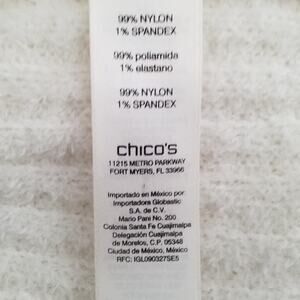 99% NYLON
1% SPANDEX
99% poliamida
1% elastano
99% NYLON
1% SPANDEX
chico's
11215 METRO PARKWAY
FORT MYERS, FL 33966
Importado en México por:
Importadora Globastic
S.A. de C.V.
Mario Pani No. 200
Colonia Santa Fe Cuajimalpa
Delegación Cuajimalpa
de Morelos, C.P. 05348
Ciudad de México, México
RFC: IGL090327SE5